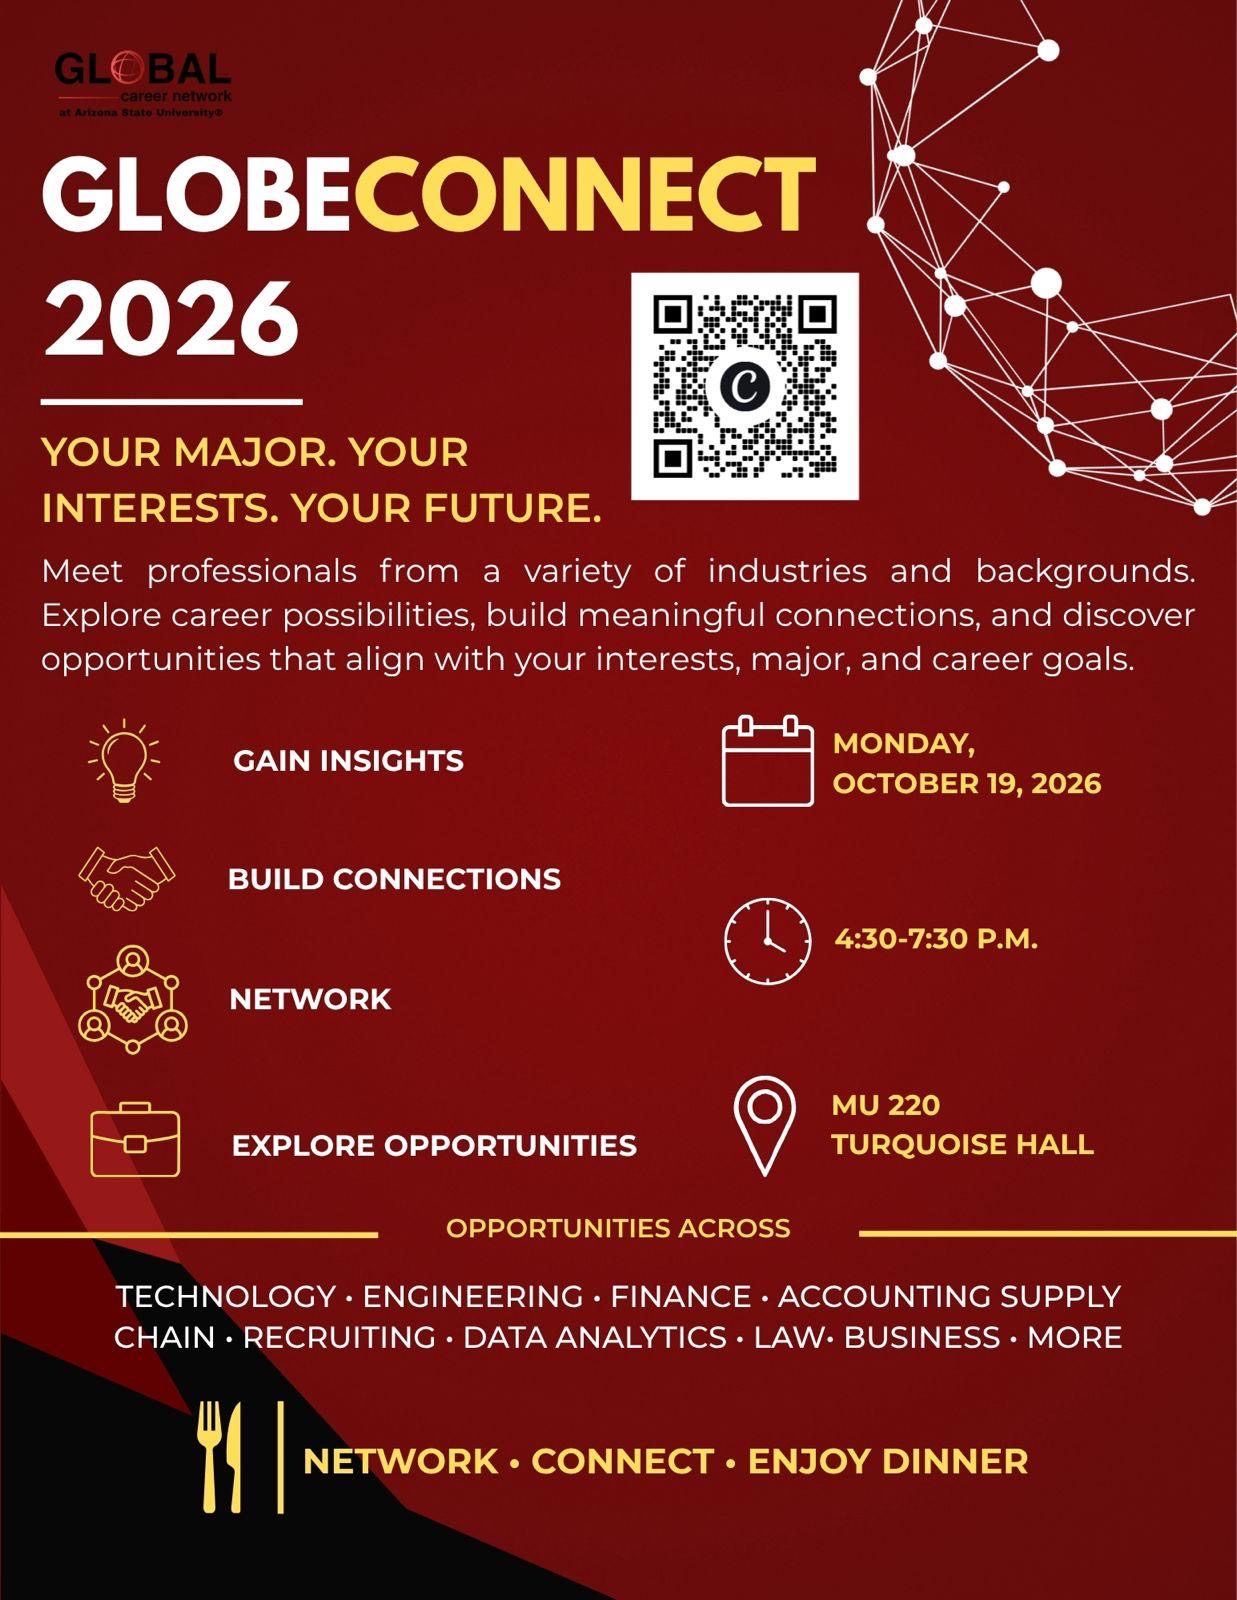 GLOBAL
career network
at Arizona State University®
GLOBECONNECT
2026
YOUR MAJOR. YOUR
INTERESTS. YOUR FUTURE.
Meet professionals from a variety of industries and backgrounds.
Explore career possibilities, build meaningful connections, and discover
opportunities that align with your interests, major, and career goals.
GAIN INSIGHTS
BUILD CONNECTIONS
NETWORK
EXPLORE OPPORTUNITIES
MONDAY,
OCTOBER 19, 2026
4:30-7:30 P.M.
MU 220
TURQUOISE HALL
OPPORTUNITIES ACROSS
TECHNOLOGY • ENGINEERING • FINANCE • ACCOUNTING SUPPLY
CHAIN • RECRUITING • DATA ANALYTICS • LAW• BUSINESS • MORE
NETWORK • CONNECT • ENJOY DINNER